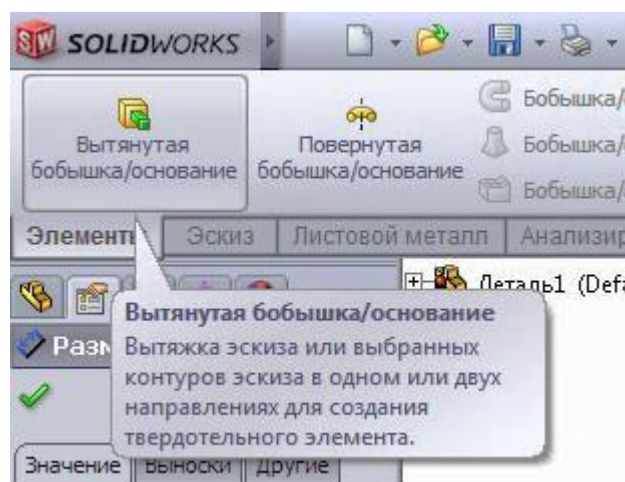 SOLIDWORKS
Вытянутая
бобышка/основание
Повернутая
бобышка/основание
Бобышка/
Бобышка/
Бобышка/
Элементы
Эскиз
Листовой металл
Анализир
Деталь1 (Defa
Разм
Вытянутая бобышка/основание
Вытяжка эскиза или выбранных
контуров эскиза в одном или двух
направлениях для создания
твердотельного элемента.
Значение
Выноски
Другие